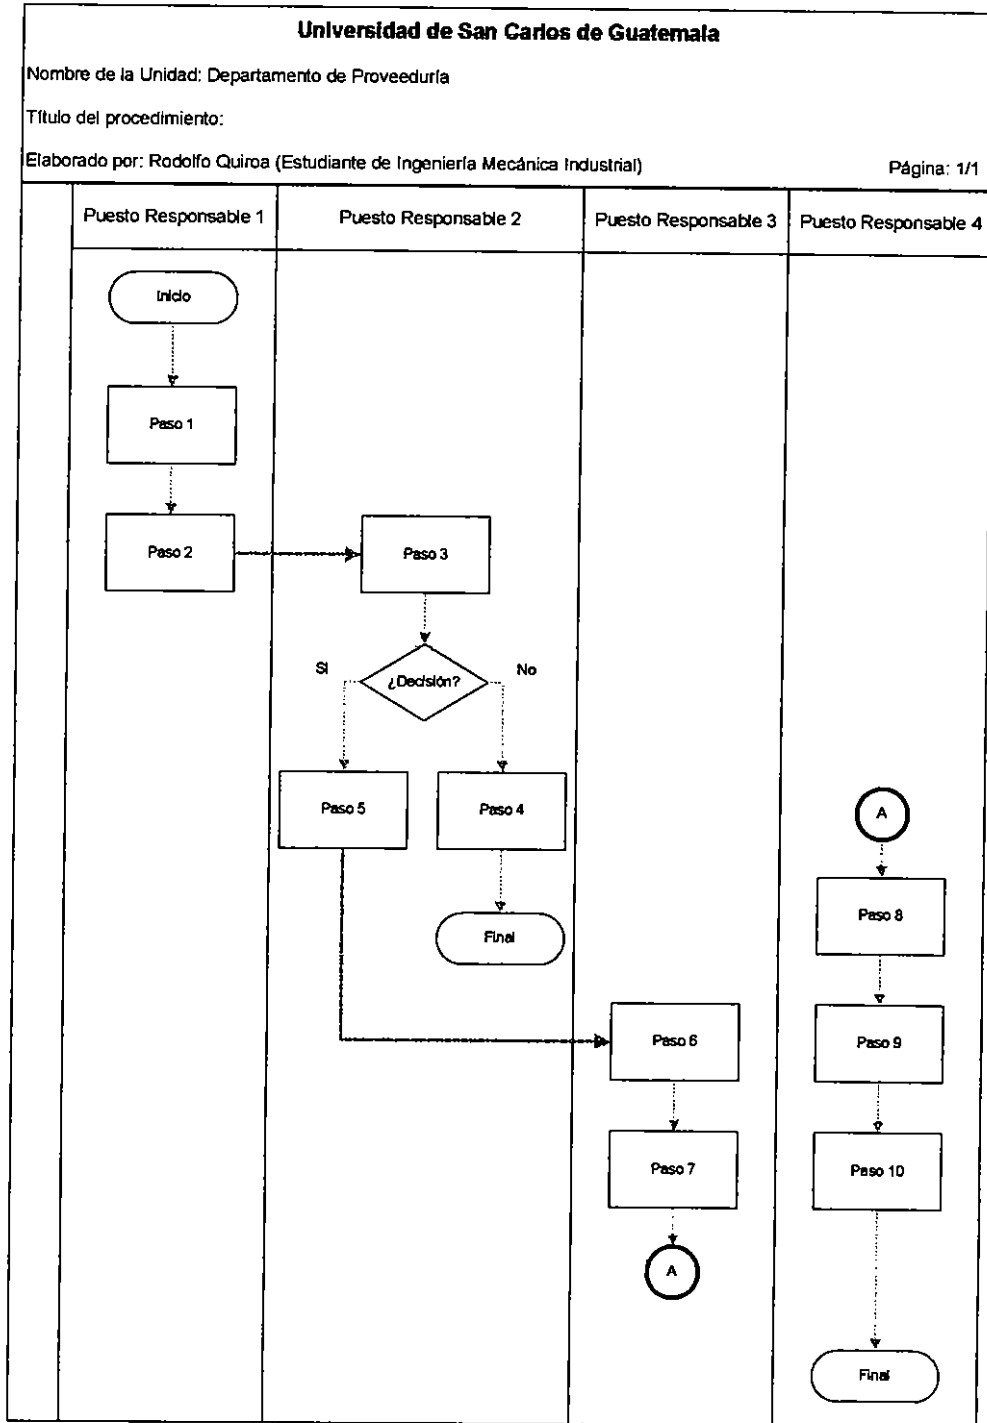 Universidad de San Carlos de Guatemala
Nombre de la Unidad: Departamento de Proveeduría
Título del procedimiento:
Elaborado por: Rodolfo Quiroa (Estudiante de Ingeniería Mecánica Industrial)
Página: 1/1
Puesto Responsable 1
Puesto Responsable 2
Puesto Responsable 3
Puesto Responsable 4
Inicio
Paso 1
Paso 2
Paso 3
¿Decisión?
Si
No
Paso 5
Paso 4
Final
Paso 6
Paso 7
A
A
Paso 8
Paso 9
Paso 10
Final